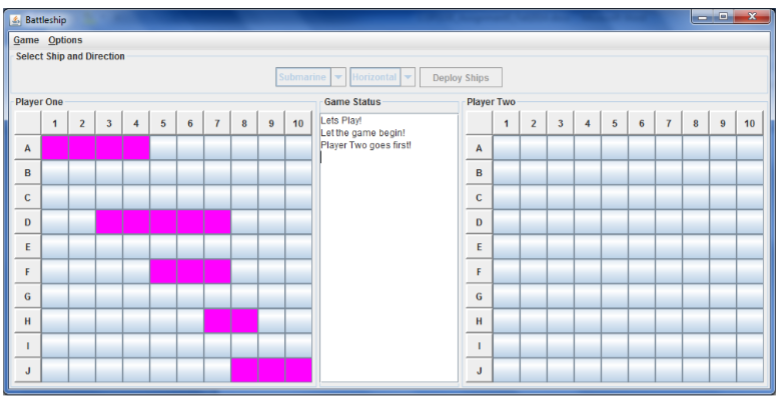 Battleship
Game Options
Select Ship and Direction
Submarine Horizontal Deploy Ships
Player One
1 2 3 4 5 6 7 8 9 10
A
B
C
D
E
F
G
H
I
J
Game Status
Lets Play!
Let the game begin!
Player Two goes first!
Player Two
1 2 3 4 5 6 7 8 9 10
A
B
C
D
E
F
G
H
I
J